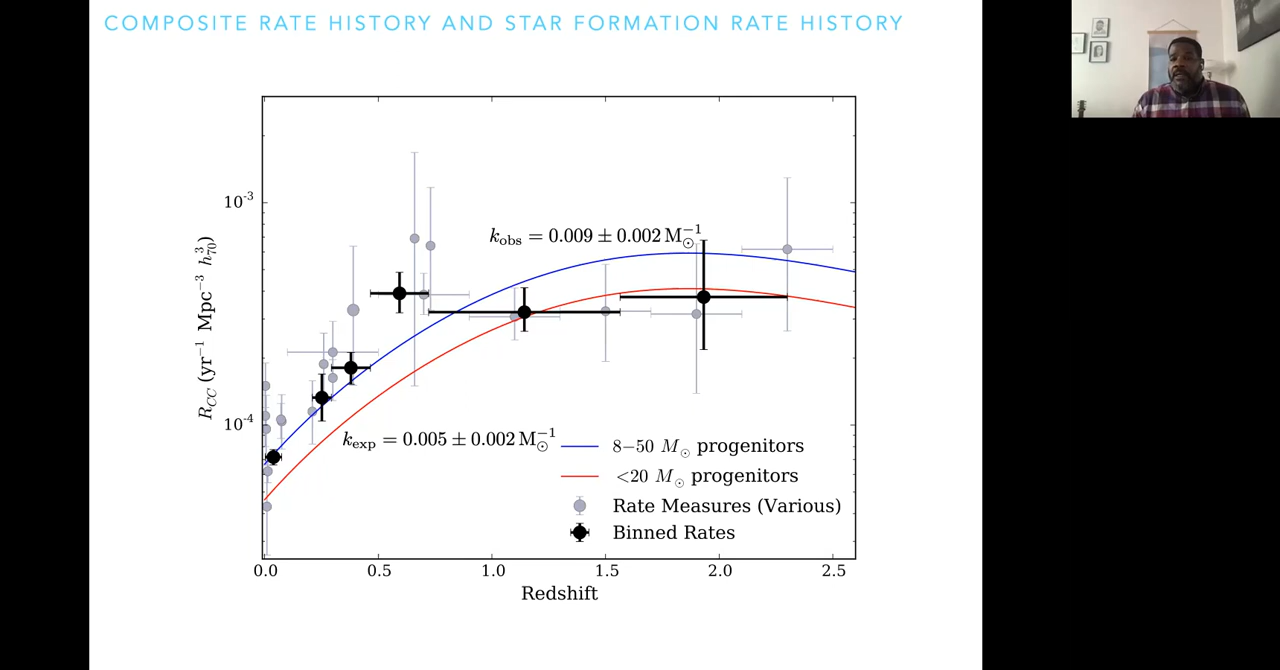 COMPOSITE RATE HISTORY AND STAR FORMATION RATE HISTORY
R_CC (yr⁻¹ Mpc⁻³ h³₇₀)
10⁻³
10⁻⁴
k_obs = 0.009 ± 0.002 M⊙⁻¹
k_exp = 0.005 ± 0.002 M⊙⁻¹
8−50 M⊙ progenitors
<20 M⊙ progenitors
Rate Measures (Various)
Binned Rates
0.0 0.5 1.0 1.5 2.0 2.5
Redshift